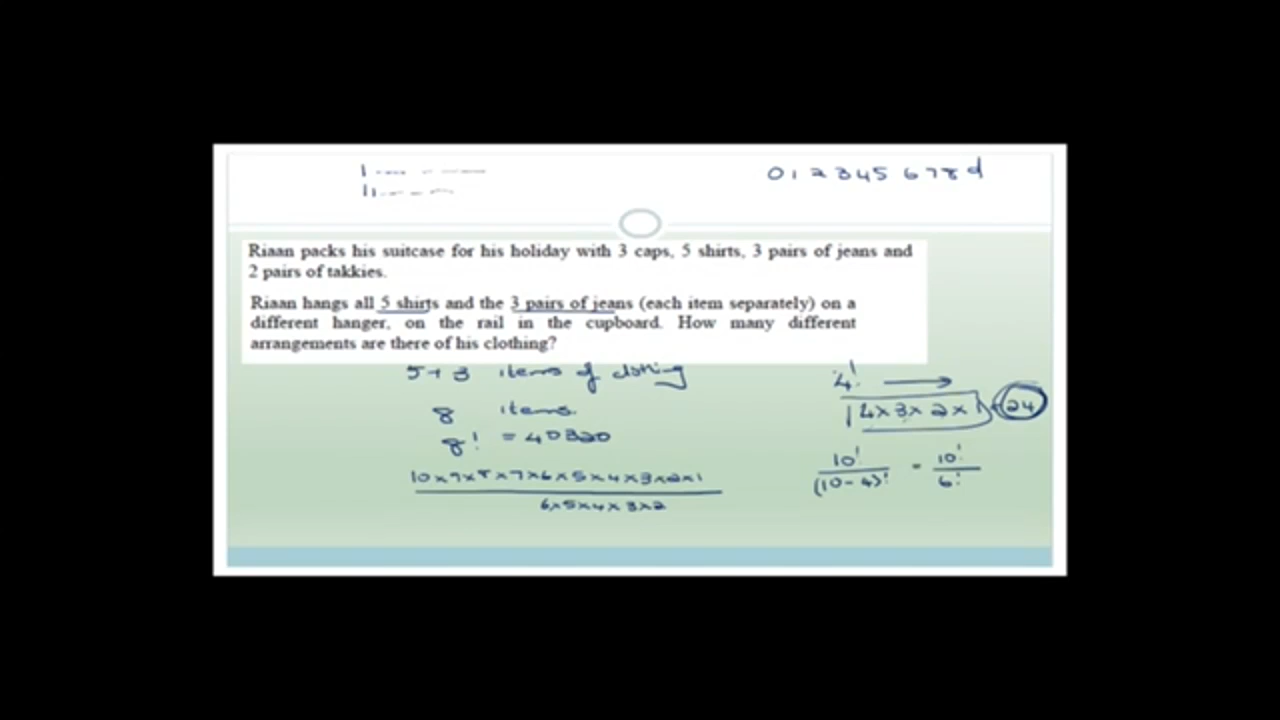 0 1 2 3 4 5 6 7 8 9
Riaan packs his suitcase for his holiday with 3 caps, 5 shirts, 3 pairs of jeans and
2 pairs of takkies.
Riaan hangs all 5 shirts and the 3 pairs of jeans (each item separately) on a
different hanger, on the rail in the cupboard. How many different
arrangements are there of his clothing?
5 + 3 items of clothing
8 items
8! = 40320
10×9×8×7×6×5×4×3×2×1
6×5×4×3×2
4!
4×3×2×1 24
10! / (10-4)! = 10! / 6!